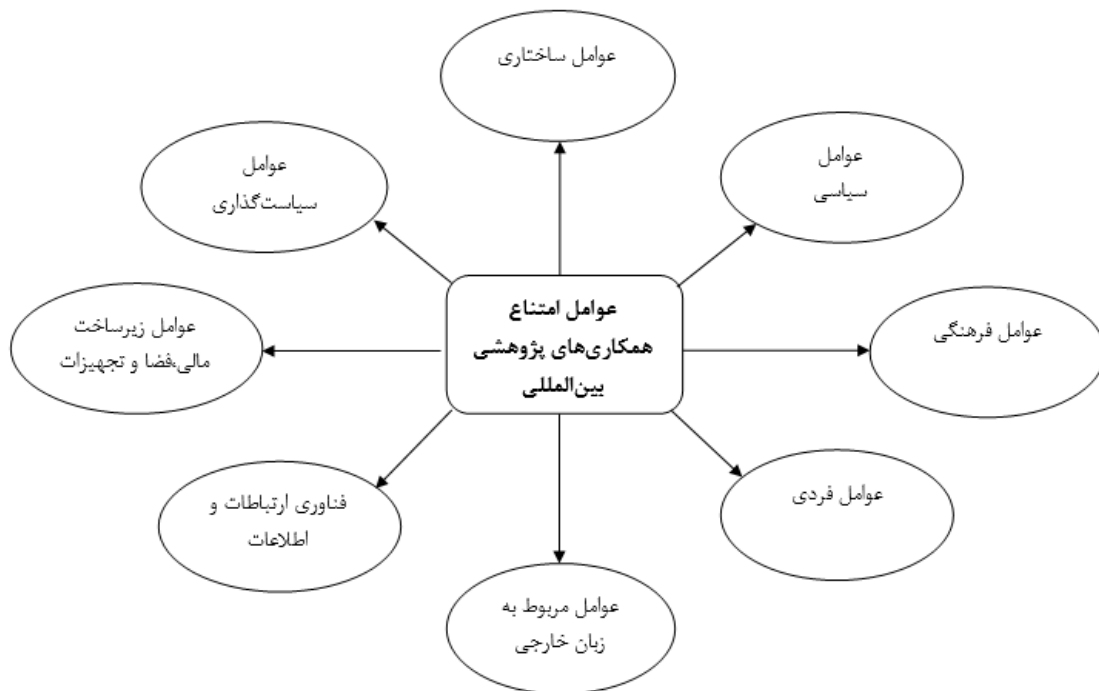 عوامل ساختاری
عوامل
سیاسی
عوامل
سیاست‌گذاری
عوامل امتناع
همکاری‌های پژوهشی
بین‌المللی
عوامل فرهنگی
عوامل زیرساخت
مالی،فضا و تجهیزات
عوامل فردی
فناوری ارتباطات و
اطلاعات
عوامل مربوط به
زبان خارجی